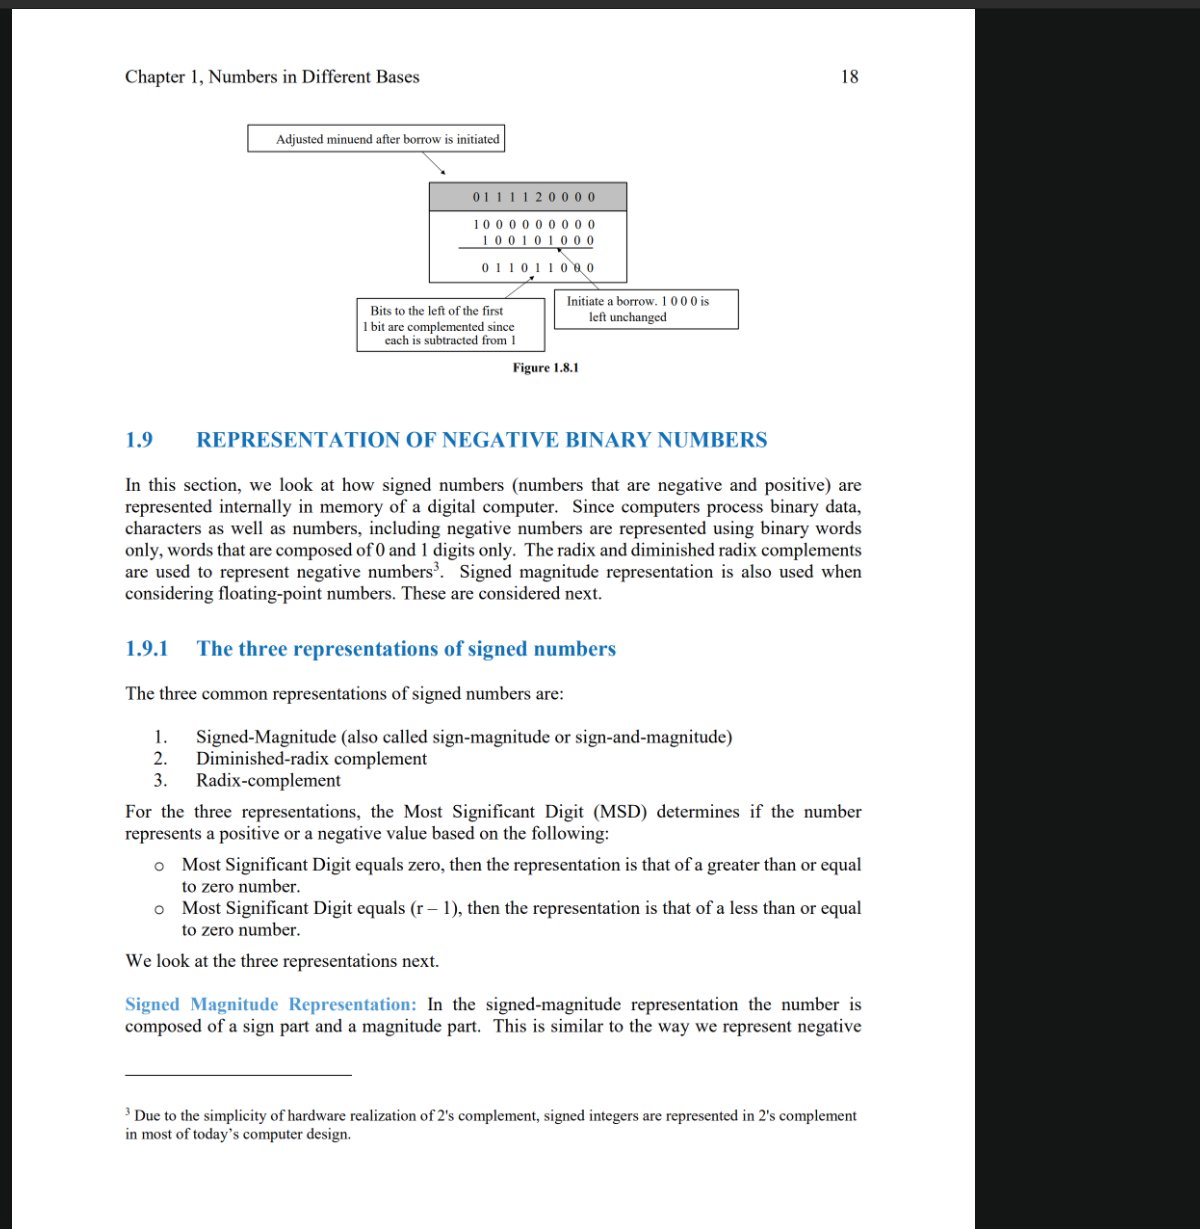 Chapter 1, Numbers in Different Bases 18
Adjusted minuend after borrow is initiated
0 1 1 1 1 2 0 0 0 0
1 0 0 0 0 0 0 0 0 0
1 0 0 1 0 1 0 0 0
0 1 1 0 1 1 0 0 0
Initiate a borrow. 1 0 0 0 is
left unchanged
Bits to the left of the first
1 bit are complemented since
each is subtracted from 1
Figure 1.8.1
1.9 REPRESENTATION OF NEGATIVE BINARY NUMBERS
In this section, we look at how signed numbers (numbers that are negative and positive) are
represented internally in memory of a digital computer. Since computers process binary data,
characters as well as numbers, including negative numbers are represented using binary words
only, words that are composed of 0 and 1 digits only. The radix and diminished radix complements
are used to represent negative numbers³. Signed magnitude representation is also used when
considering floating-point numbers. These are considered next.
1.9.1 The three representations of signed numbers
The three common representations of signed numbers are:
1. Signed-Magnitude (also called sign-magnitude or sign-and-magnitude)
2. Diminished-radix complement
3. Radix-complement
For the three representations, the Most Significant Digit (MSD) determines if the number
represents a positive or a negative value based on the following:
o Most Significant Digit equals zero, then the representation is that of a greater than or equal
to zero number.
o Most Significant Digit equals (r – 1), then the representation is that of a less than or equal
to zero number.
We look at the three representations next.
Signed Magnitude Representation: In the signed-magnitude representation the number is
composed of a sign part and a magnitude part. This is similar to the way we represent negative
³ Due to the simplicity of hardware realization of 2's complement, signed integers are represented in 2's complement
in most of today’s computer design.